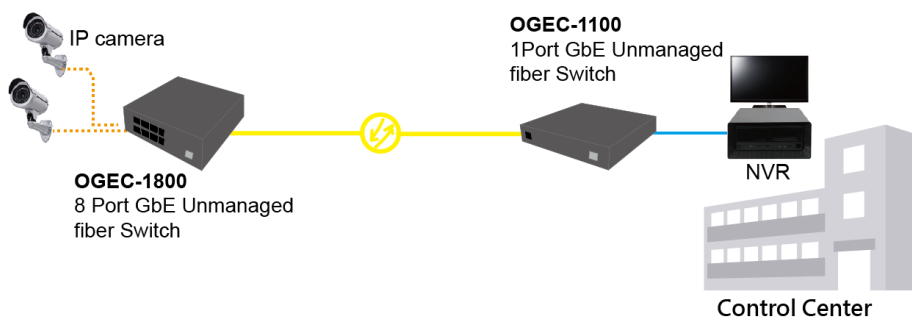 IP camera
OGEC-1800
8 Port GbE Unmanaged
fiber Switch
OGEC-1100
1Port GbE Unmanaged
fiber Switch
NVR
Control Center